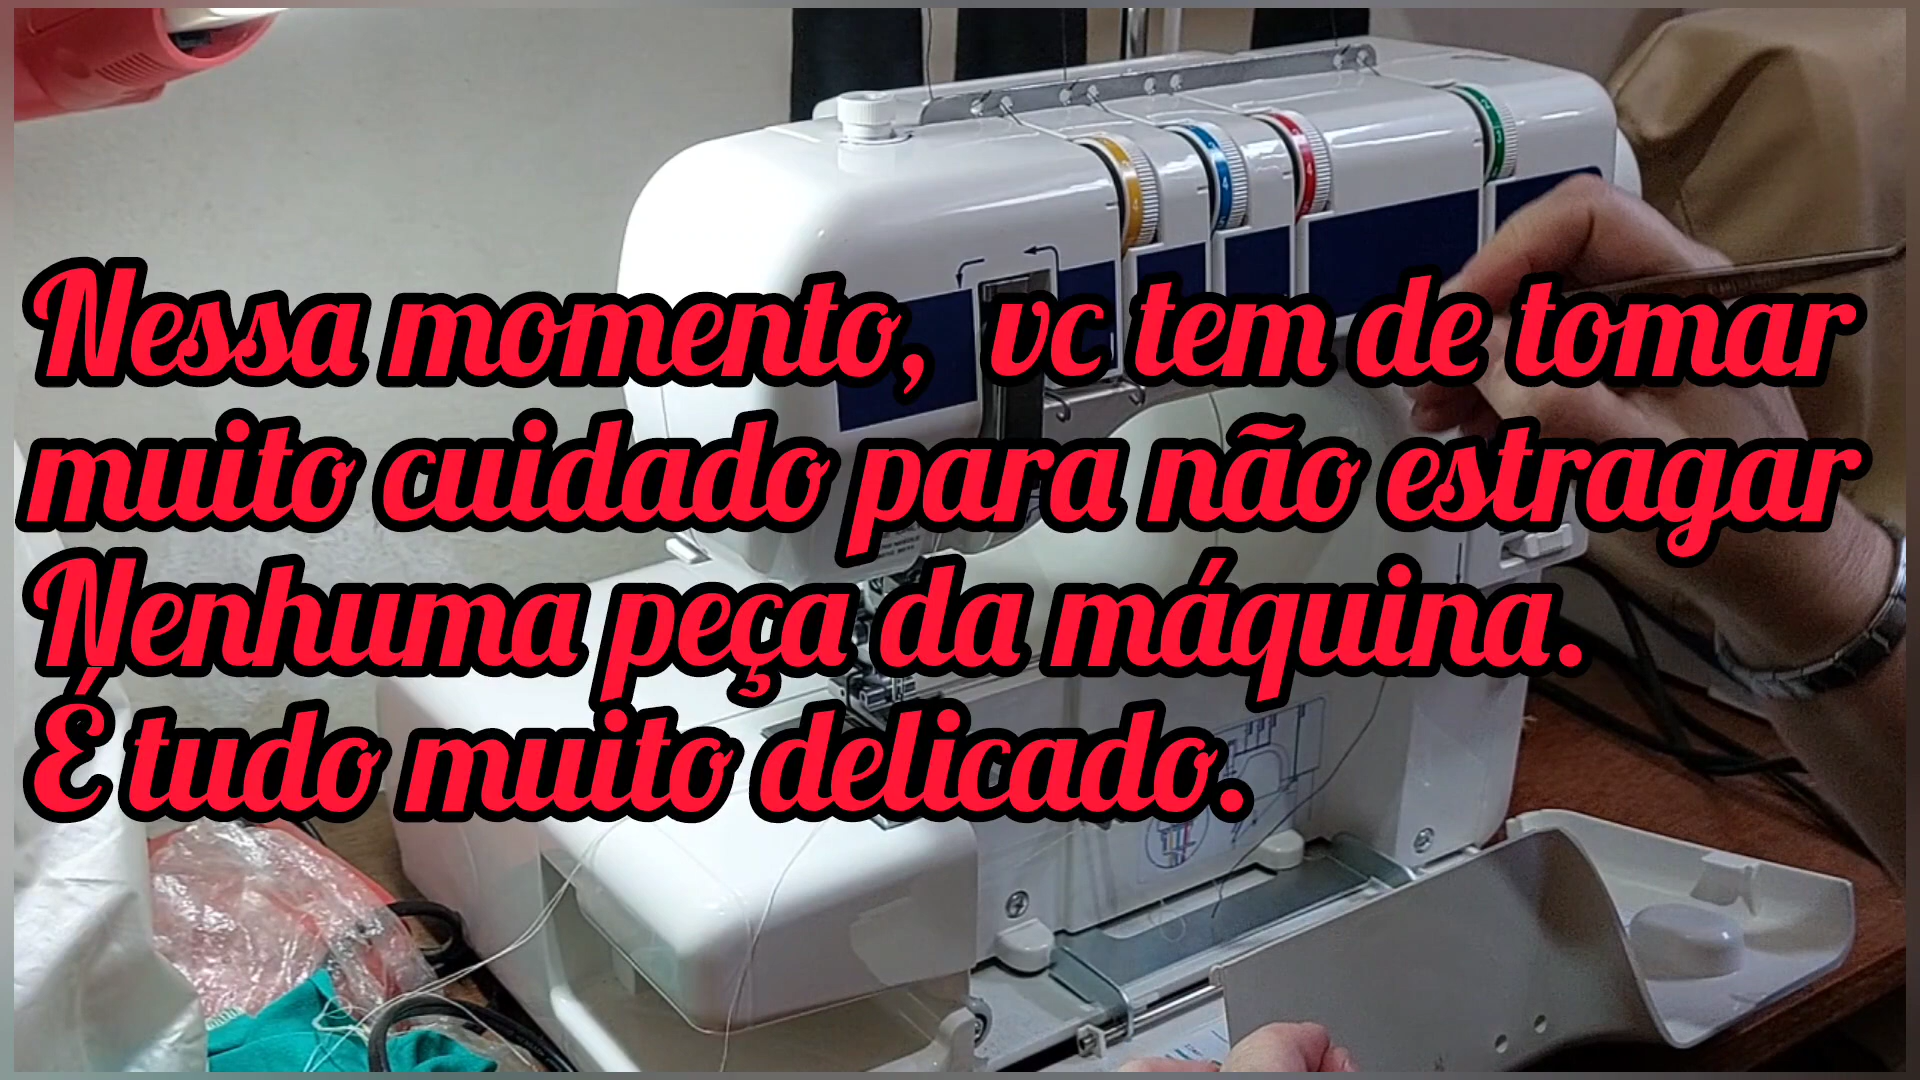 Nessa momento, vc tem de tomar
muito cuidado para não estragar
Nenhuma peça da máquina.
É tudo muito delicado.